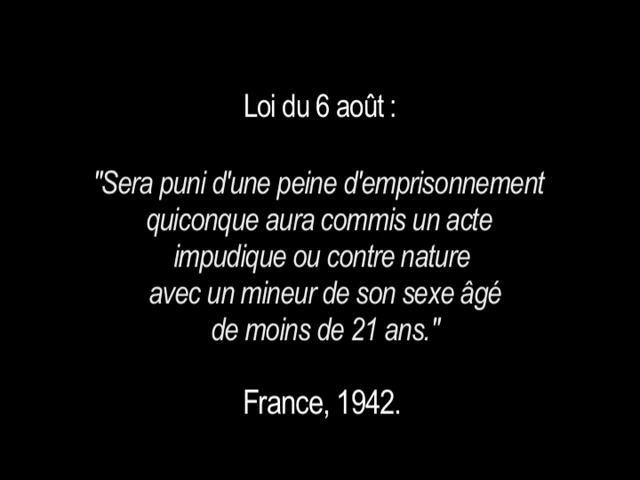 Loi du 6 août :
"Sera puni d'une peine d'emprisonnement
quiconque aura commis un acte
impudique ou contre nature
avec un mineur de son sexe âgé
de moins de 21 ans."
France, 1942.